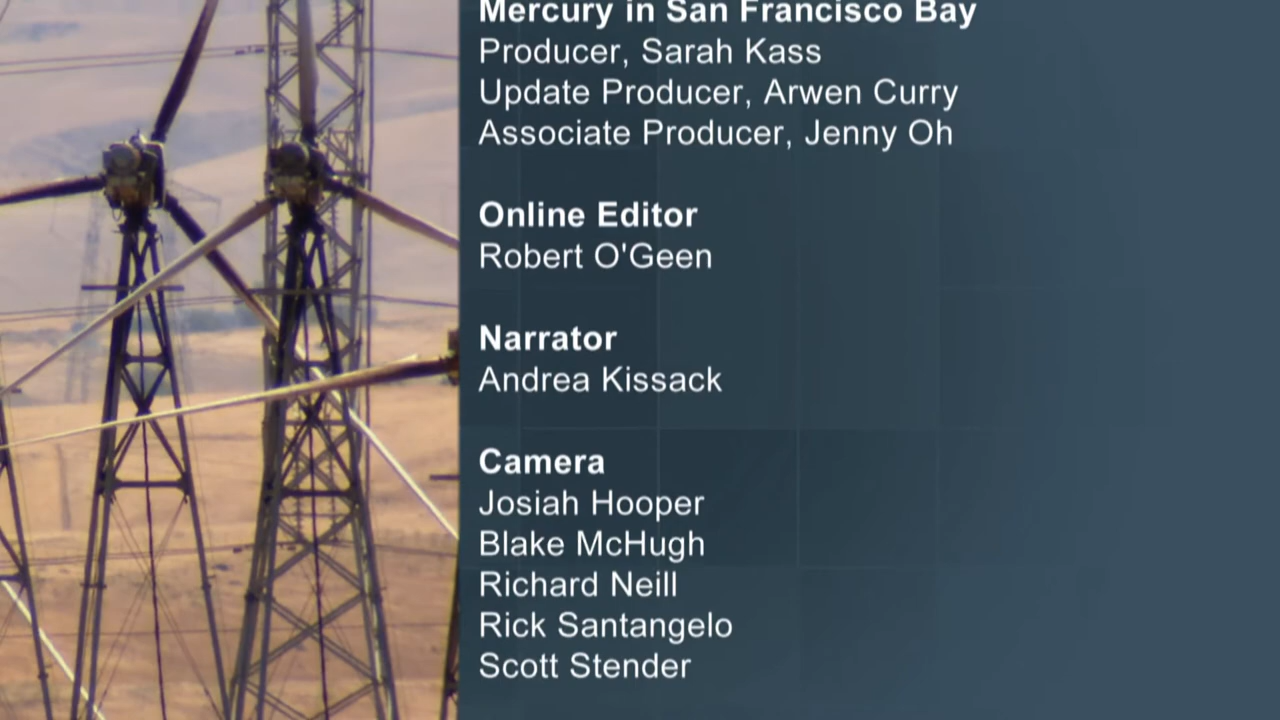 Mercury in San Francisco Bay
Producer, Sarah Kass
Update Producer, Arwen Curry
Associate Producer, Jenny Oh
Online Editor
Robert O'Geen
Narrator
Andrea Kissack
Camera
Josiah Hooper
Blake McHugh
Richard Neill
Rick Santangelo
Scott Stender